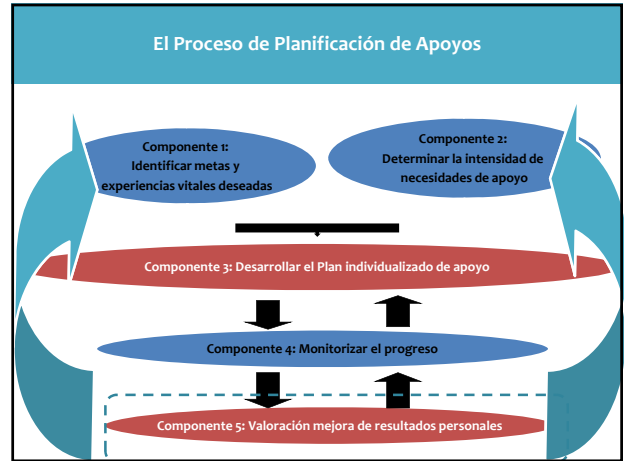 El Proceso de Planificación de Apoyos
Componente 1:
Identificar metas y
experiencias vitales deseadas
Componente 2:
Determinar la intensidad de
necesidades de apoyo
Componente 3: Desarrollar el Plan individualizado de apoyo
Componente 4: Monitorizar el progreso
Componente 5: Valoración mejora de resultados personales